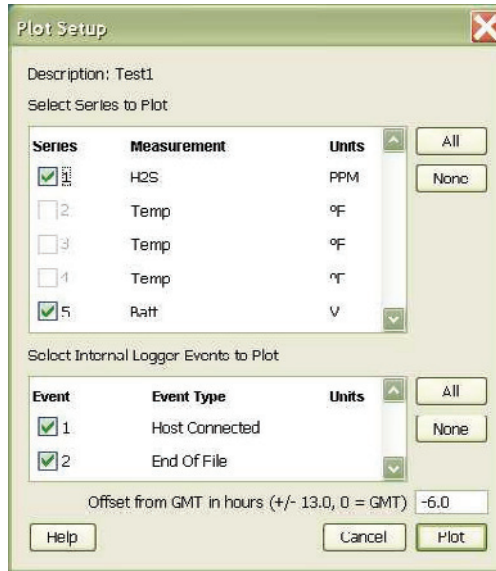 Plot Setup
Description: Test1
Select Series to Plot
Series Measurement Units All
1 H2S PPM None
2 Temp ºF
3 Temp ºF
4 Temp ºF
5 Batt V
Select Internal Logger Events to Plot
Event Event Type Units All
1 Host Connected None
2 End Of File
Offset from GMT in hours (+/- 13.0, 0 = GMT) -6.0
Help Cancel Plot